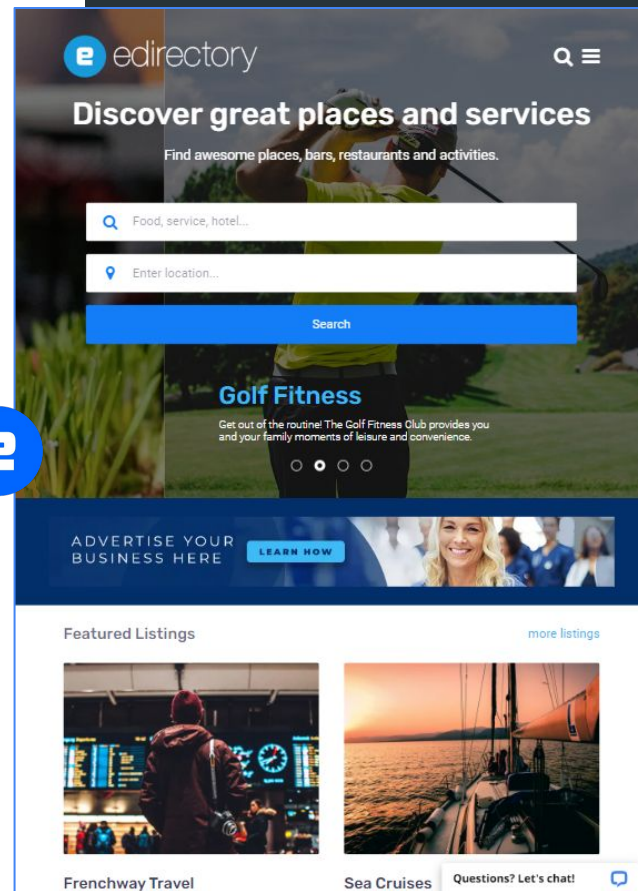 e edirectory
Discover great places and services
Find awesome places, bars, restaurants and activities.
Food, service, hotel...
Enter location...
Search
Golf Fitness
Get out of the routine! The Golf Fitness Club provides you
and your family moments of leisure and convenience.
e
ADVERTISE YOUR
BUSINESS HERE
LEARN HOW
Featured Listings
more listings
Frenchway Travel
Sea Cruises
Questions? Let's chat!